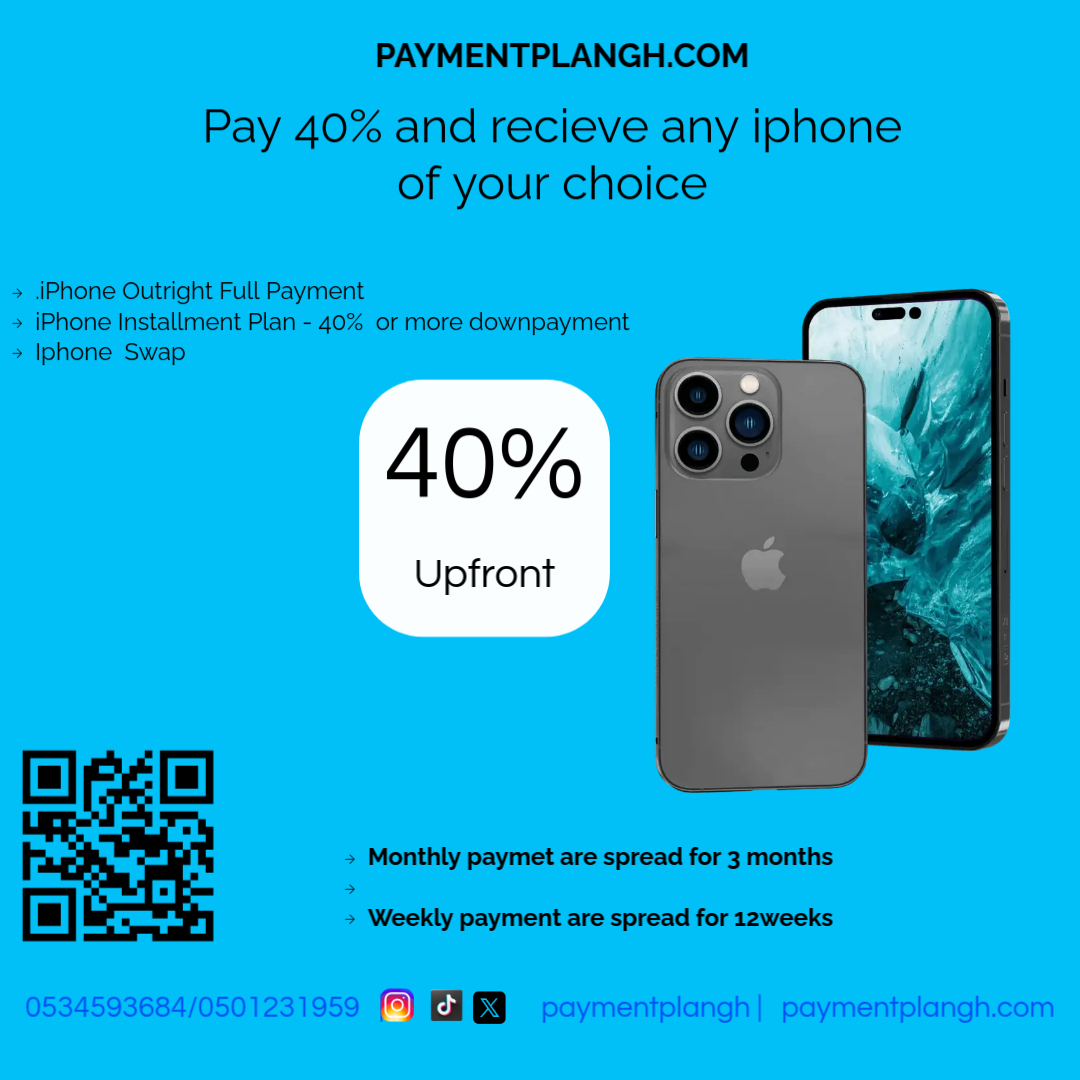 PAYMENTPLANGH.COM
Pay 40% and recieve any iphone
of your choice
→ .iPhone Outright Full Payment
→ iPhone Installment Plan - 40% or more downpayment
→ Iphone Swap
40%
Upfront
→ Monthly paymet are spread for 3 months
→
→ Weekly payment are spread for 12weeks
0534593684/0501231959 paymentplangh | paymentplangh.com